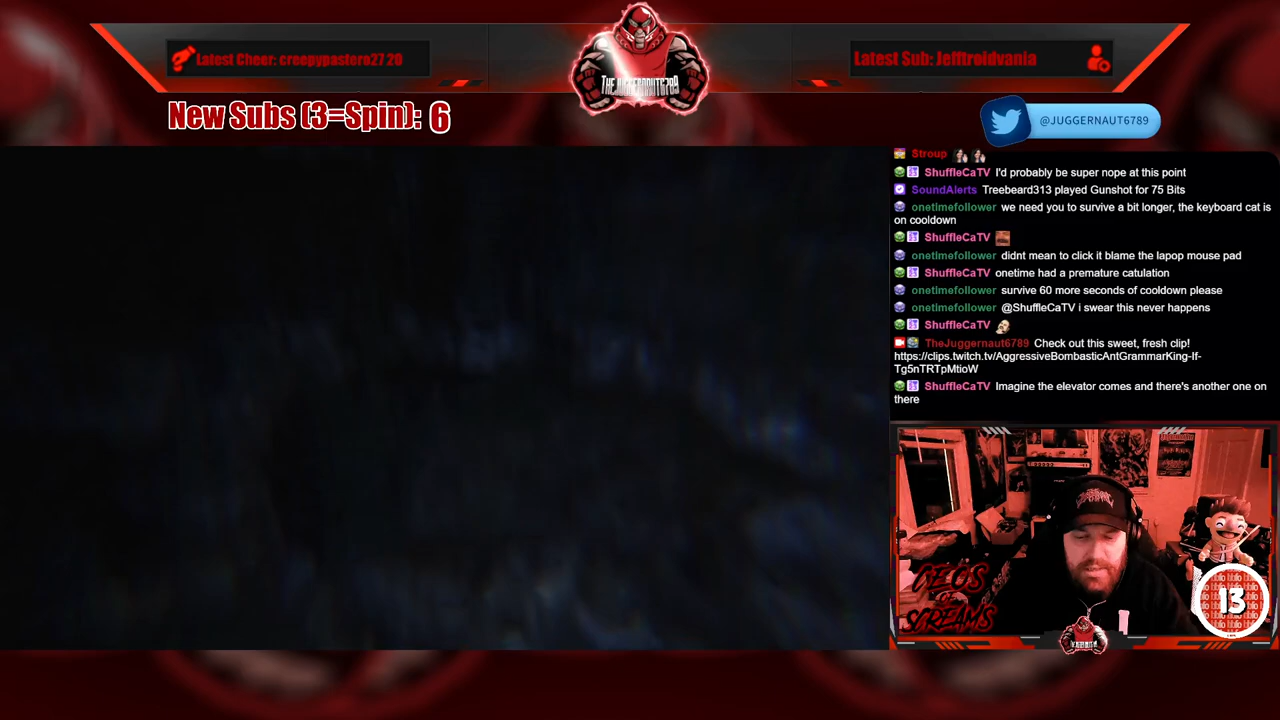 Latest Cheer: creepypastero27 20
THEJUGGERNAUT6789
Latest Sub: Jefftroidvania
New Subs (3=Spin): 6
@JUGGERNAUT6789
Stroup
ShuffleCaTV I'd probably be super nope at this point
SoundAlerts Treebeard313 played Gunshot for 75 Bits
onetimefollower we need you to survive a bit longer, the keyboard cat is
on cooldown
ShuffleCaTV
onetimefollower didnt mean to click it blame the lapop mouse pad
ShuffleCaTV onetime had a premature catulation
onetimefollower survive 60 more seconds of cooldown please
onetimefollower @ShuffleCaTV i swear this never happens
ShuffleCaTV
TheJuggernaut6789 Check out this sweet, fresh clip!
https://clips.twitch.tv/AggressiveBombasticAntGrammarKing-If-
Tg5nTRTpMtioW
ShuffleCaTV Imagine the elevator comes and there's another one on
there
CEOS
SCREAMS
13